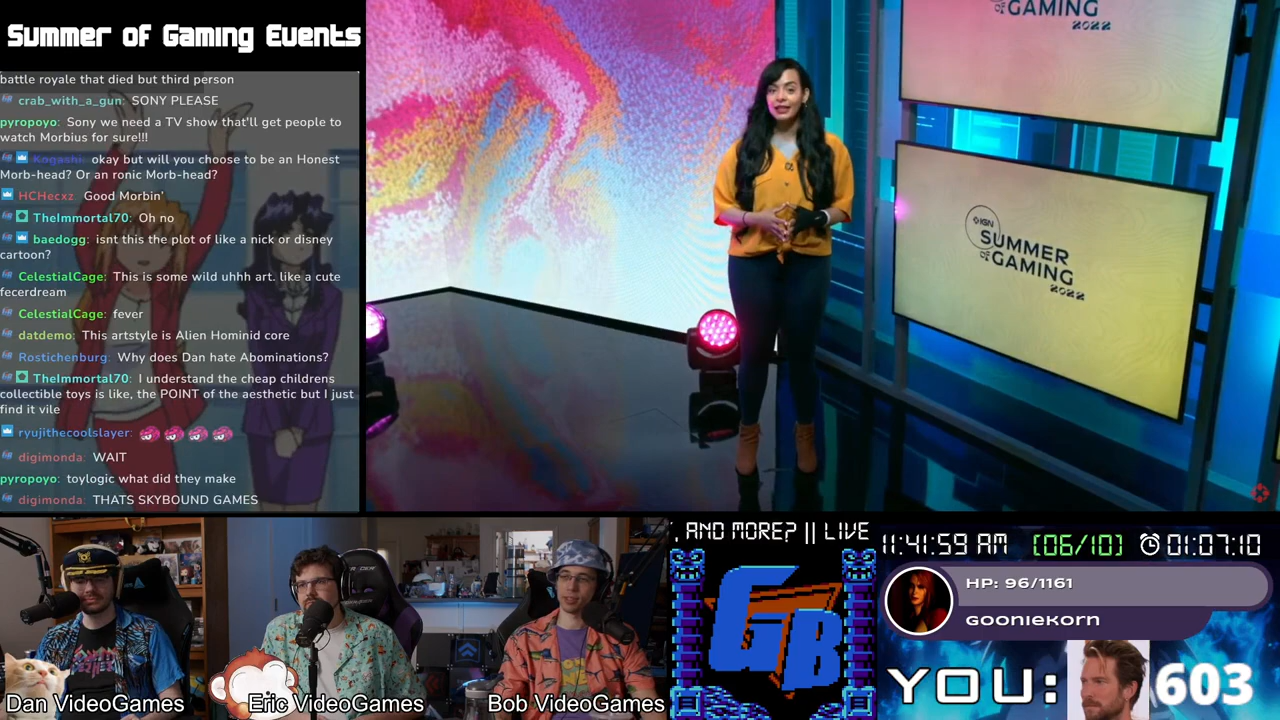 Summer of Gaming Events
battle royale that died but third person
crab_with_a_gun: SONY PLEASE
pyropoyo: Sony we need a TV show that'll get people to
watch Morbius for sure!!!
Kogashi: okay but will you choose to be an Honest
Morb-head? Or an ronic Morb-head?
HCHecxz Good Morbin'
TheImmortal70: Oh no
baedogg: isnt this the plot of like a nick or disney
cartoon?
CelestialCage: This is some wild uhhh art. like a cute
fecerdream
CelestialCage: fever
datdemo: This artstyle is Alien Hominid core
Rostichenburg: Why does Dan hate Abominations?
TheImmortal70: I understand the cheap childrens
collectible toys is like, the POINT of the aesthetic but I just
find it vile
ryujithecoolslayer:
digimonda: WAIT
pyropoyo: toylogic what did they make
digimonda: THATS SKYBOUND GAMES
OF GAMING
2022
IGN
SUMMER
OF GAMING
2022
Dan VideoGames
Eric VideoGames
Bob VideoGames
, AND MORE? || LIVE
GB
11:41:59 AM [06/10] 01:07:10
HP: 96/1161
GOONIEKORN
YOU: 603